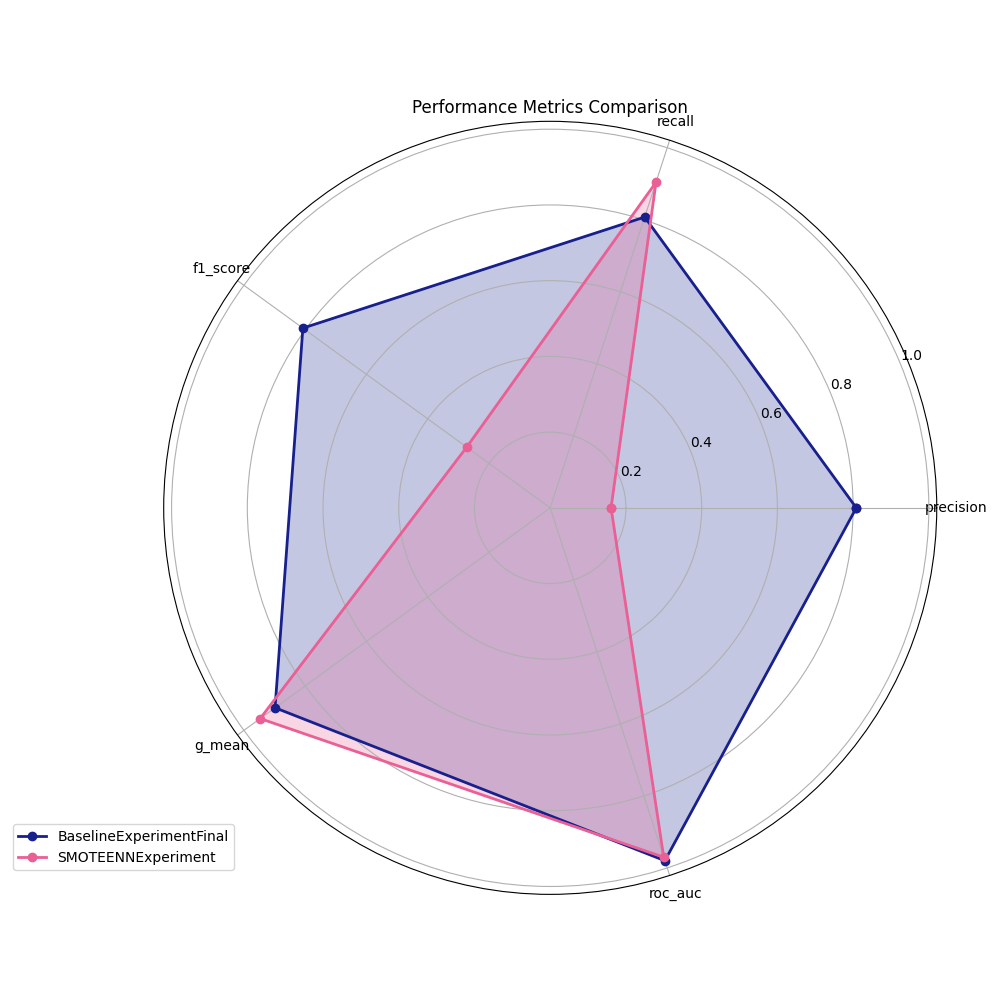 Performance Metrics Comparison
recall
f1_score
1.0
0.8
0.6
0.4
0.2
precision
g_mean
roc_auc
BaselineExperimentFinal
SMOTEENNExperiment